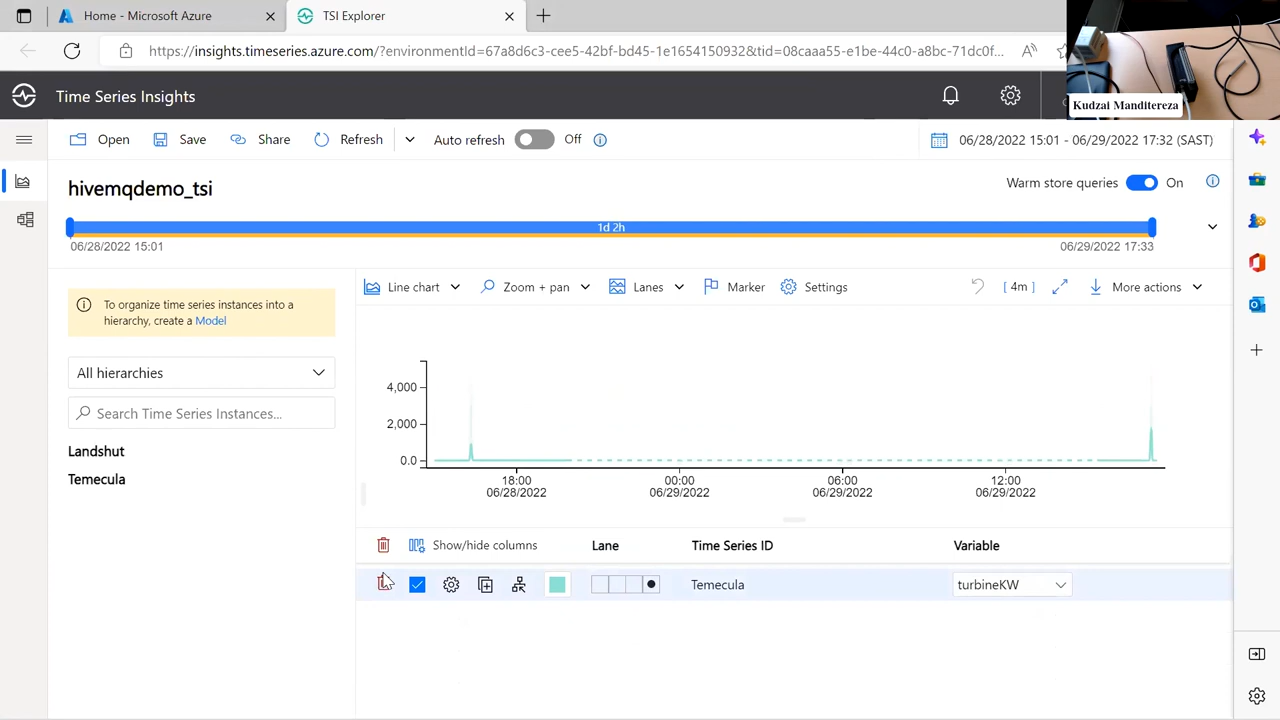 Home - Microsoft Azure
TSI Explorer
https://insights.timeseries.azure.com/?environmentId=67a8d6c3-cee5-42bf-bd45-1e1654150932&tid=08caaa55-e1be-44c0-a8bc-71dc0f...
Kudzai Manditereza
Time Series Insights
Open
Save
Share
Refresh
Auto refresh
Off
06/28/2022 15:01 - 06/29/2022 17:32 (SAST)
hivemqdemo_tsi
Warm store queries
On
1d 2h
06/28/2022 15:01
06/29/2022 17:33
To organize time series instances into a
hierarchy, create a Model
All hierarchies
Search Time Series Instances...
Landshut
Temecula
Line chart
Zoom + pan
Lanes
Marker
Settings
[ 4m ]
More actions
4,000
2,000
0.0
18:00
06/28/2022
00:00
06/29/2022
06:00
06/29/2022
12:00
06/29/2022
Show/hide columns
Lane
Time Series ID
Variable
Temecula
turbineKW